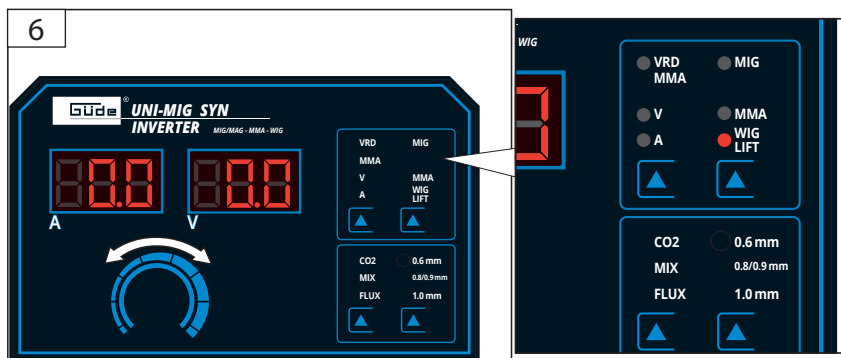 6
Güde®
UNI-MIG SYN
INVERTER MIG/MAG - MMA - WIG
0.0 0.0
A V
VRD MIG
MMA
V MMA
A WIG
LIFT
CO2 0.6 mm
MIX 0.8/0.9 mm
FLUX 1.0 mm
WIG
VRD MIG
MMA
V MMA
A WIG
LIFT
CO2 0.6 mm
MIX 0.8/0.9 mm
FLUX 1.0 mm